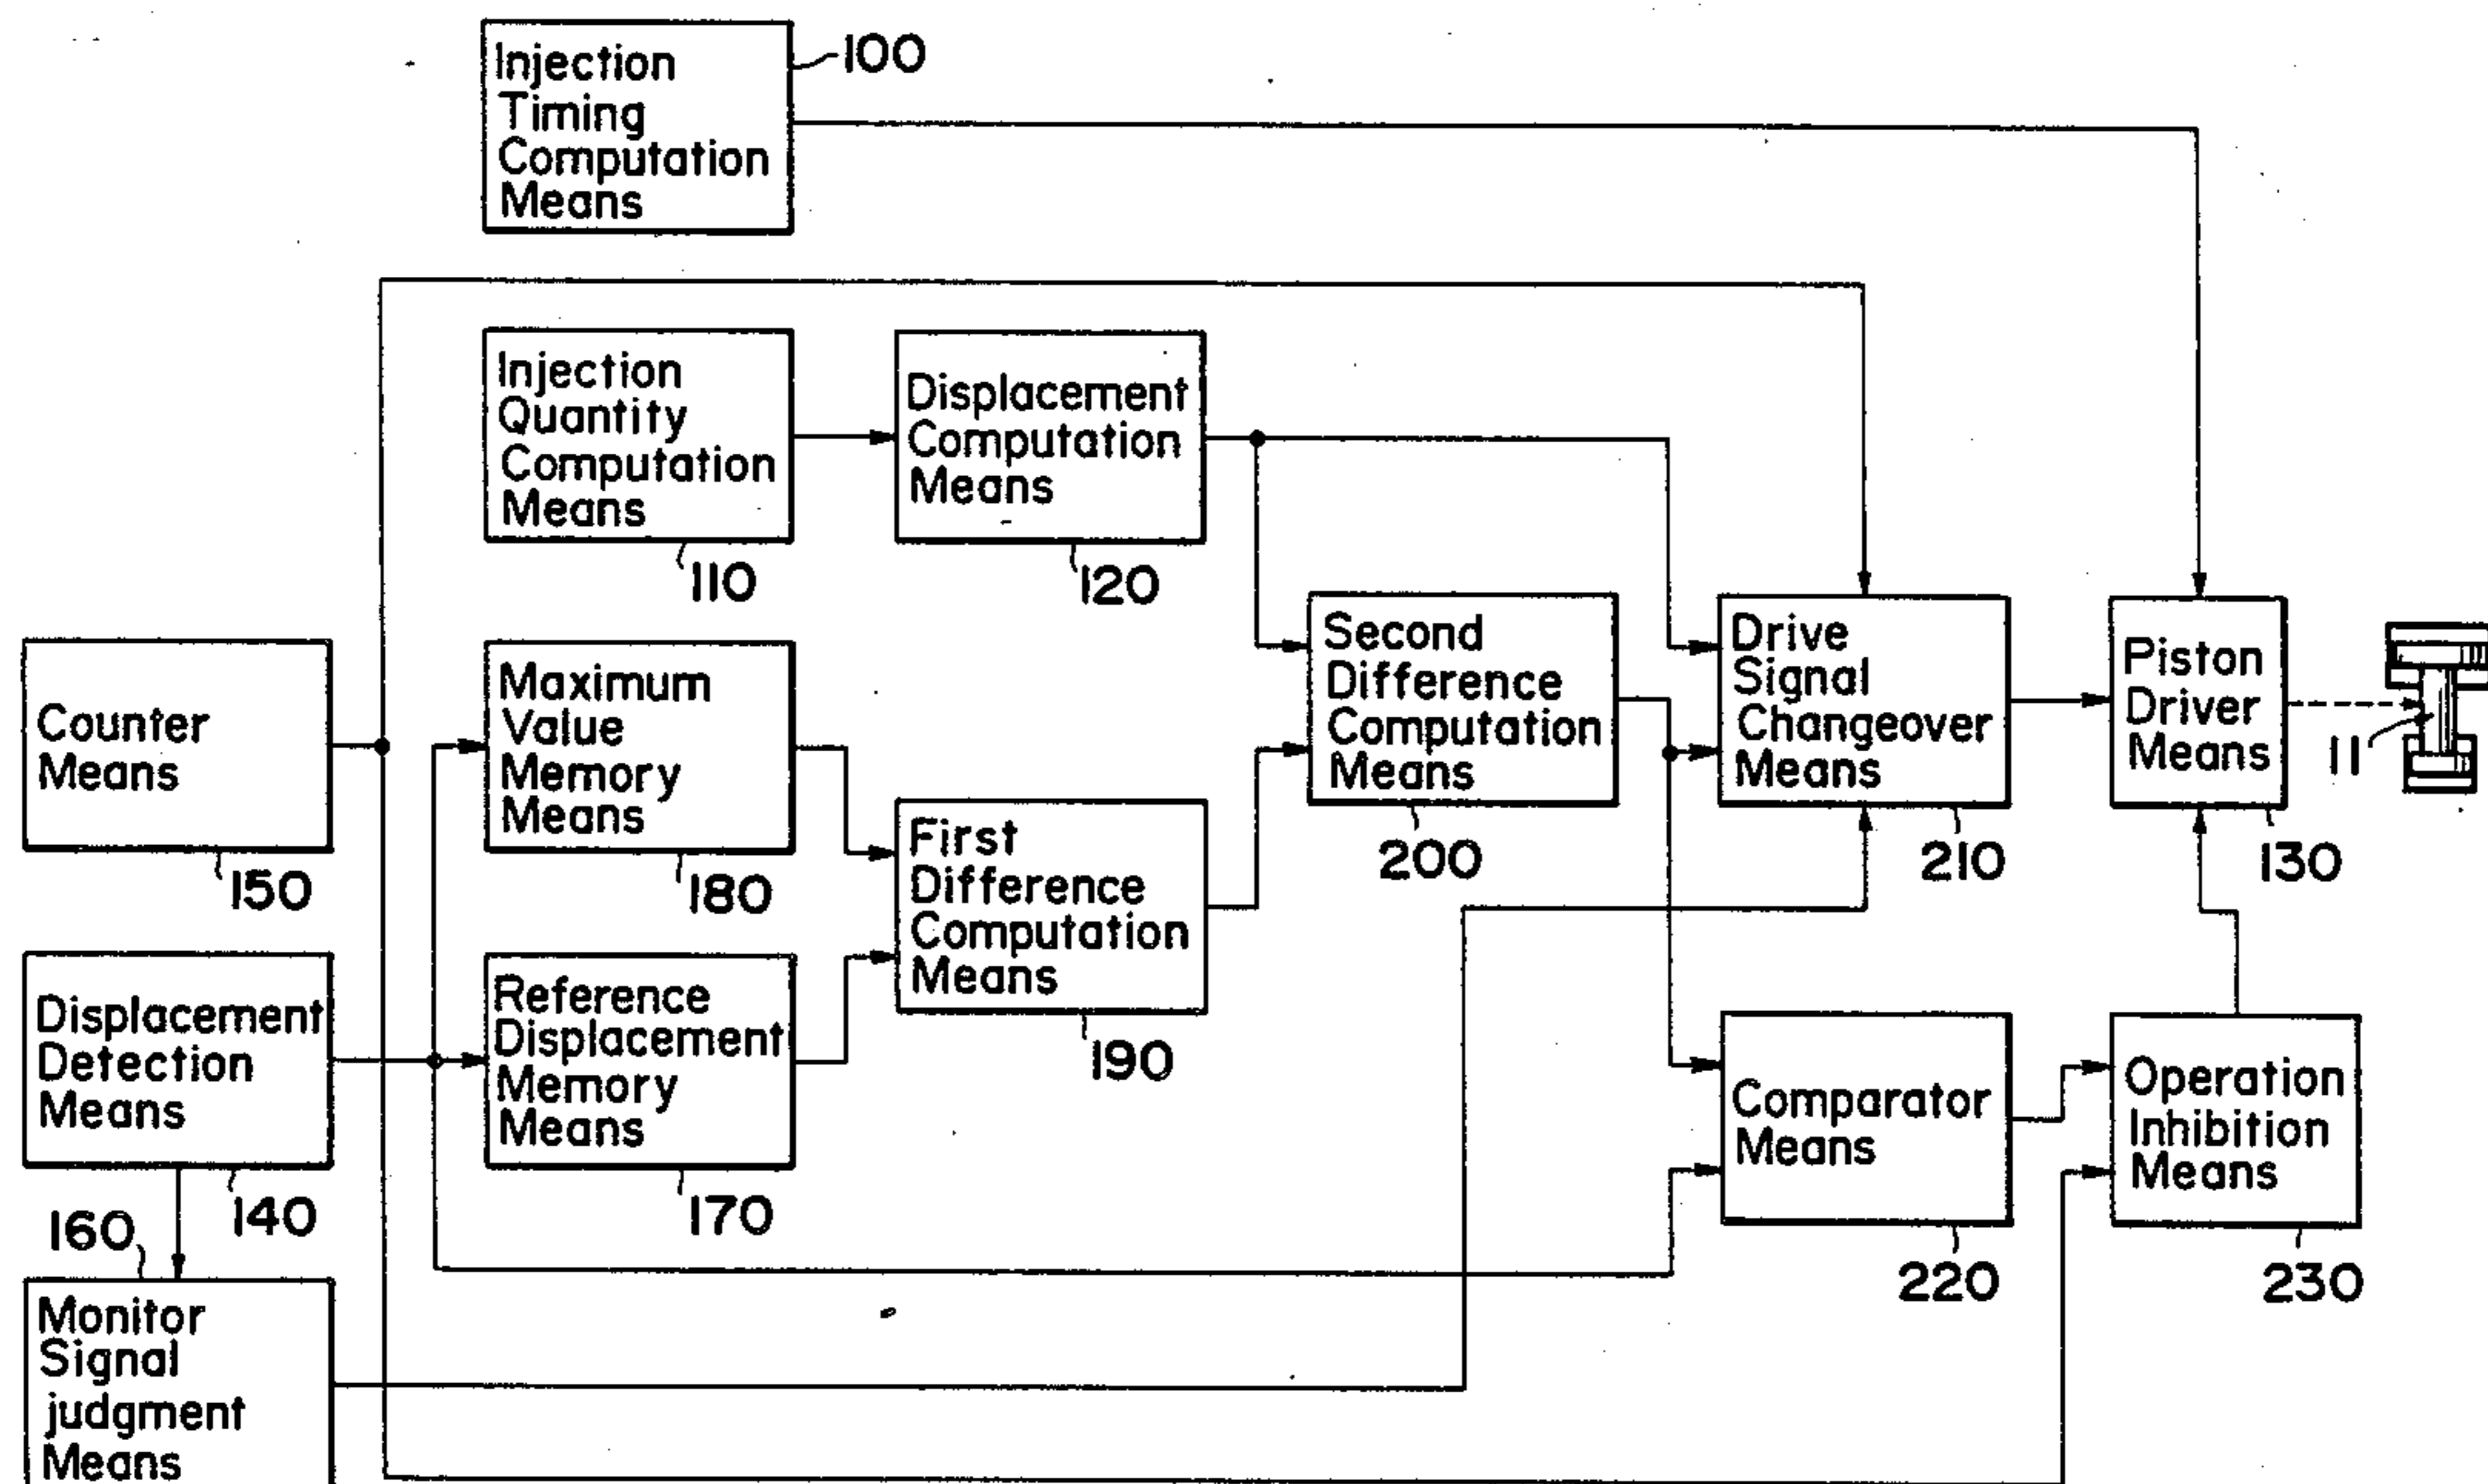 Injection
Timing
Computation
Means
100
Injection
Quantity
Computation
Means
110
Displacement
Computation
Means
120
Counter
Means
150
Maximum
Value
Memory
Means
180
Second
Difference
Computation
Means
200
Drive
Signal
Changeover
Means
210
Piston
Driver
Means
130
11
First
Difference
Computation
Means
190
Displacement
Detection
Means
140
Reference
Displacement
Memory
Means
170
Comparator
Means
220
Operation
Inhibition
Means
230
160
Monitor
Signal
judgment
Means